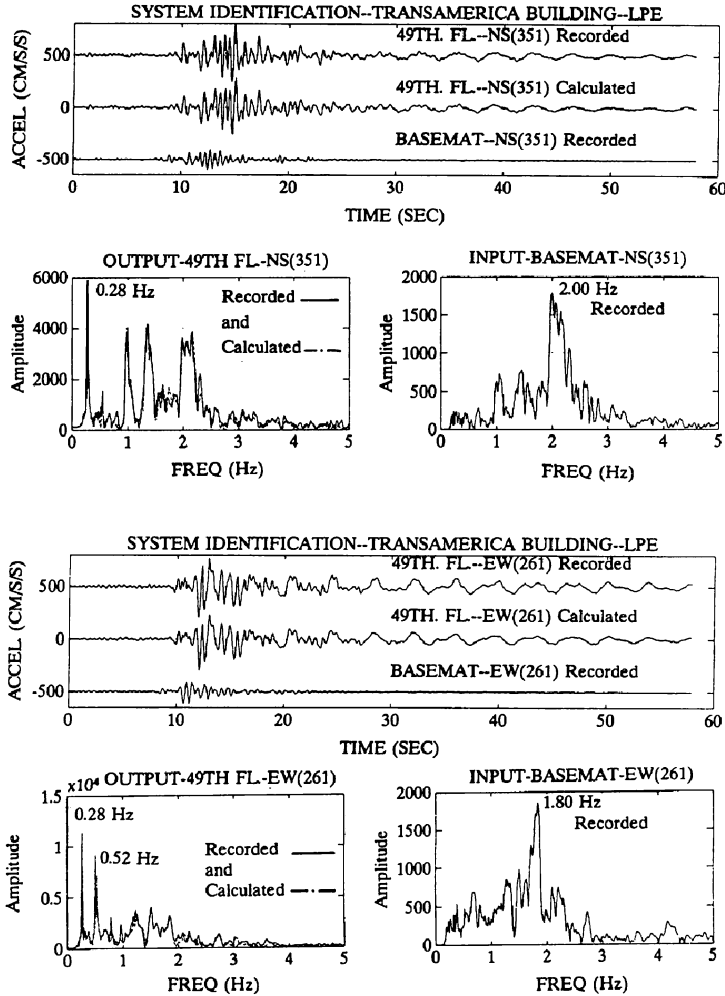 SYSTEM IDENTIFICATION--TRANSAMERICA BUILDING--LPE
49TH. FL--NS(351) Recorded
49TH. FL--NS(351) Calculated
BASEMAT--NS(351) Recorded
ACCEL. (CM/S/S)
500
0
-500
0 10 20 30 40 50 60
TIME (SEC)
OUTPUT-49TH FL-NS(351)
0.28 Hz
Recorded
and
Calculated
Amplitude
6000
4000
2000
0
0 1 2 3 4 5
FREQ (Hz)
INPUT-BASEMAT-NS(351)
2.00 Hz
Recorded
Amplitude
2000
1500
1000
500
0
0 1 2 3 4 5
FREQ (Hz)
SYSTEM IDENTIFICATION--TRANSAMERICA BUILDING--LPE
49TH. FL--EW(261) Recorded
49TH. FL--EW(261) Calculated
BASEMAT--EW(261) Recorded
ACCEL. (CM/S/S)
500
0
-500
0 10 20 30 40 50 60
TIME (SEC)
x10⁴ OUTPUT-49TH FL-EW(261)
0.28 Hz
0.52 Hz
Recorded
and
Calculated
Amplitude
1.5
1
0.5
0
0 1 2 3 4 5
FREQ (Hz)
INPUT-BASEMAT-EW(261)
1.80 Hz
Recorded
Amplitude
2000
1500
1000
500
0
0 1 2 3 4 5
FREQ (Hz)